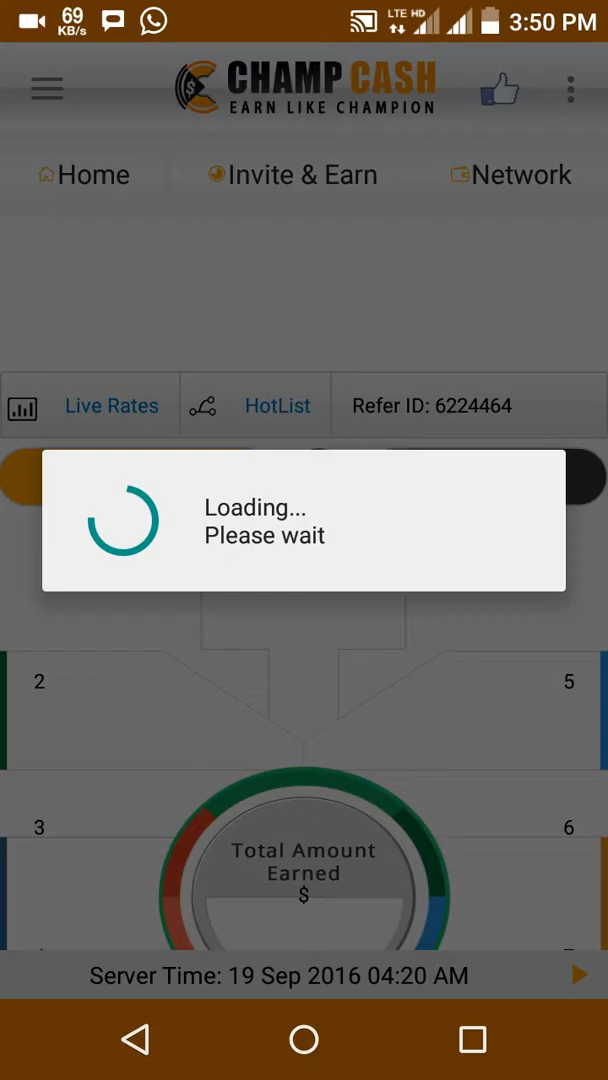 69
KB/s
LTE HD
3:50 PM
CHAMP CASH
EARN LIKE CHAMPION
Home
Invite & Earn
Network
Live Rates
HotList
Refer ID: 6224464
Loading...
Please wait
2
5
3
6
Total Amount
Earned
$
Server Time: 19 Sep 2016 04:20 AM